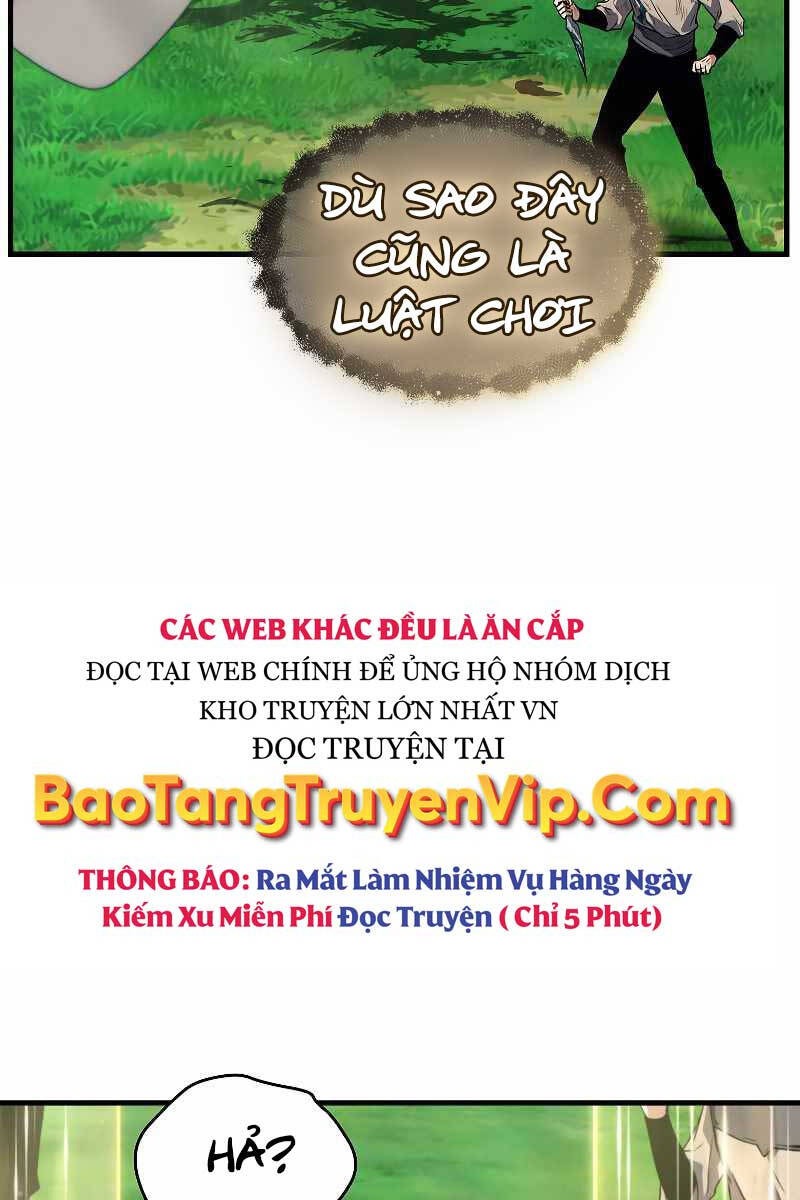 DÙ SAO ĐÂY
CŨNG LÀ
LUẬT CHƠI
CÁC WEB KHÁC ĐỀU LÀ ĂN CẮP
ĐỌC TẠI WEB CHÍNH ĐỂ ỦNG HỘ NHÓM DỊCH
KHO TRUYỆN LỚN NHẤT VN
ĐỌC TRUYỆN TẠI
BaoTangTruyenVip.Com
THÔNG BÁO: Ra Mắt Làm Nhiệm Vụ Hàng Ngày
Kiếm Xu Miễn Phí Đọc Truyện ( Chỉ 5 Phút)
HẢ?